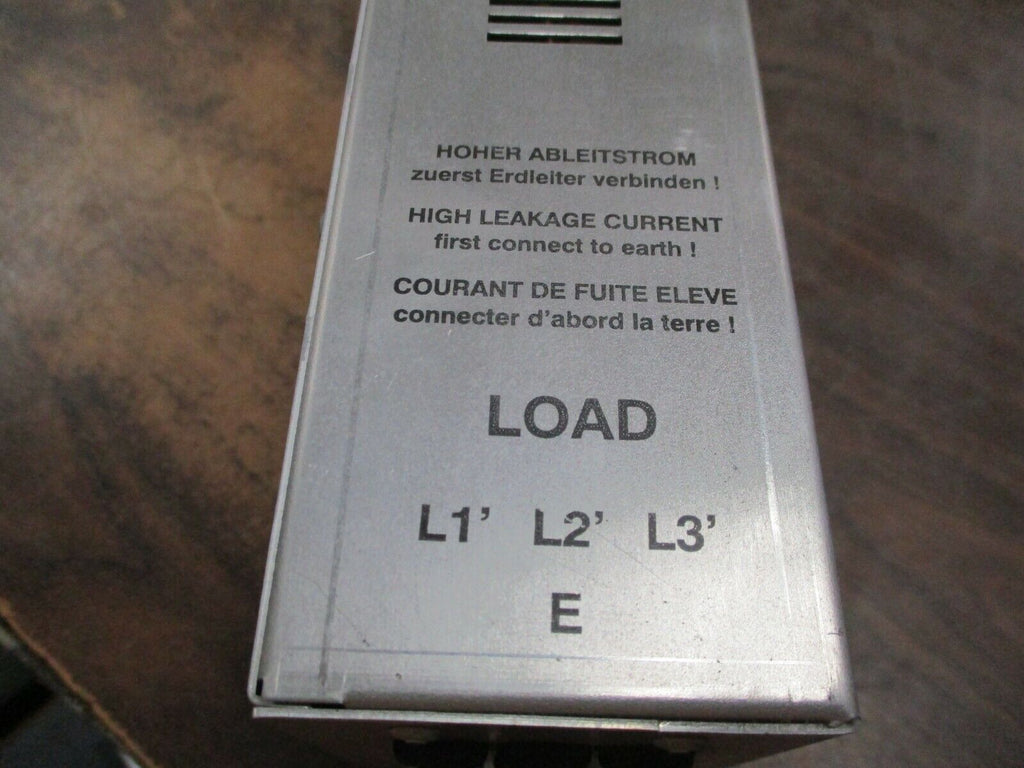 HOHER ABLEITSTROM
zuerst Erdleiter verbinden !
HIGH LEAKAGE CURRENT
first connect to earth !
COURANT DE FUITE ELEVE
connecter d'abord la terre !
LOAD
L1' L2' L3'
E